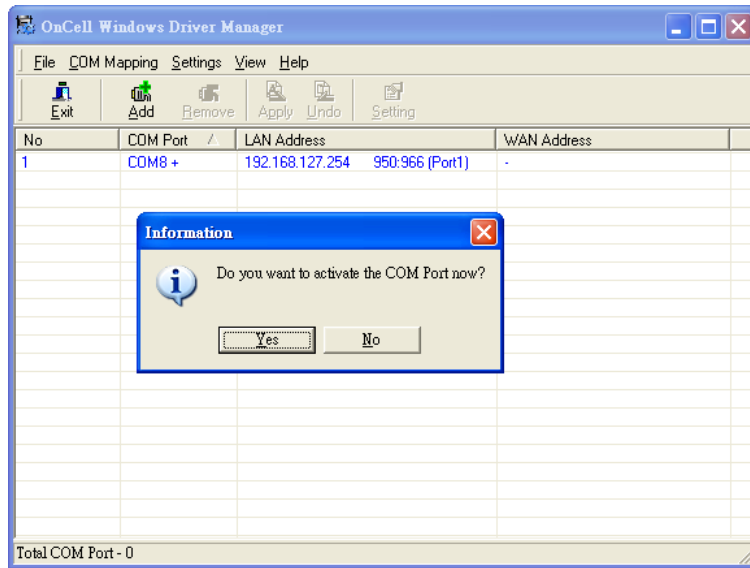 OnCell Windows Driver Manager
File COM Mapping Settings View Help
Exit Add Remove Apply Undo Setting
No COM Port LAN Address WAN Address
1 COM8 + 192.168.127.254 950:966 (Port1) -
Information
Do you want to activate the COM Port now?
Yes No
Total COM Port - 0